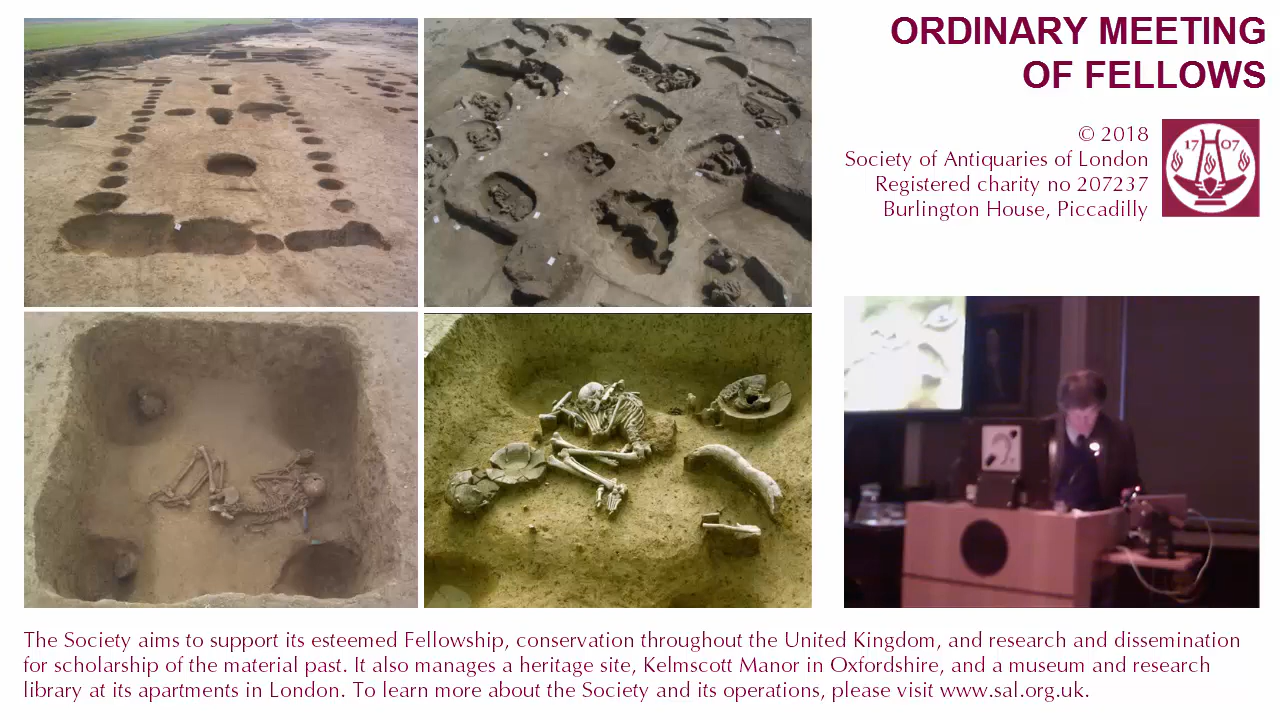 ORDINARY MEETING
OF FELLOWS
© 2018
Society of Antiquaries of London
Registered charity no 207237
Burlington House, Piccadilly
17 07
The Society aims to support its esteemed Fellowship, conservation throughout the United Kingdom, and research and dissemination
for scholarship of the material past. It also manages a heritage site, Kelmscott Manor in Oxfordshire, and a museum and research
library at its apartments in London. To learn more about the Society and its operations, please visit www.sal.org.uk.